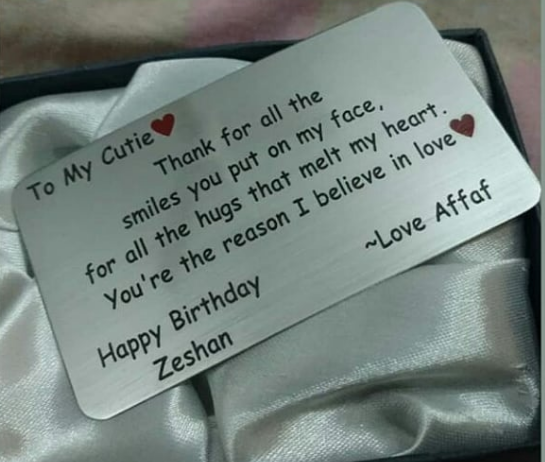 To My Cutie❤
Thank for all the
smiles you put on my face,
for all the hugs that melt my heart.
You're the reason I believe in love❤
~Love Affaf
Happy Birthday
Zeshan